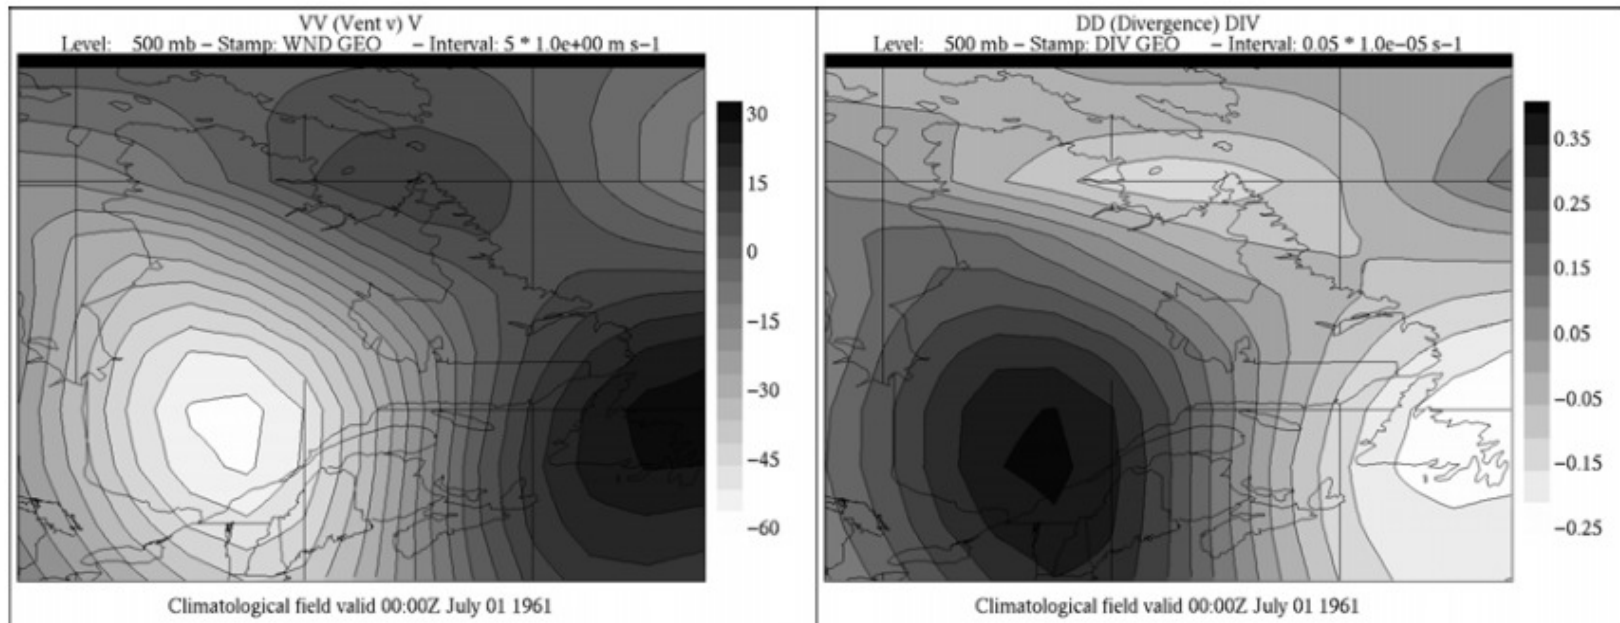 VV (Vent v) V
Level: 500 mb – Stamp: WND GEO – Interval: 5 * 1.0e+00 m s–1
30
15
0
–15
–30
–45
–60
Climatological field valid 00:00Z July 01 1961
DD (Divergence) DIV
Level: 500 mb – Stamp: DIV GEO – Interval: 0.05 * 1.0e–05 s–1
0.35
0.25
0.15
0.05
–0.05
–0.15
–0.25
Climatological field valid 00:00Z July 01 1961